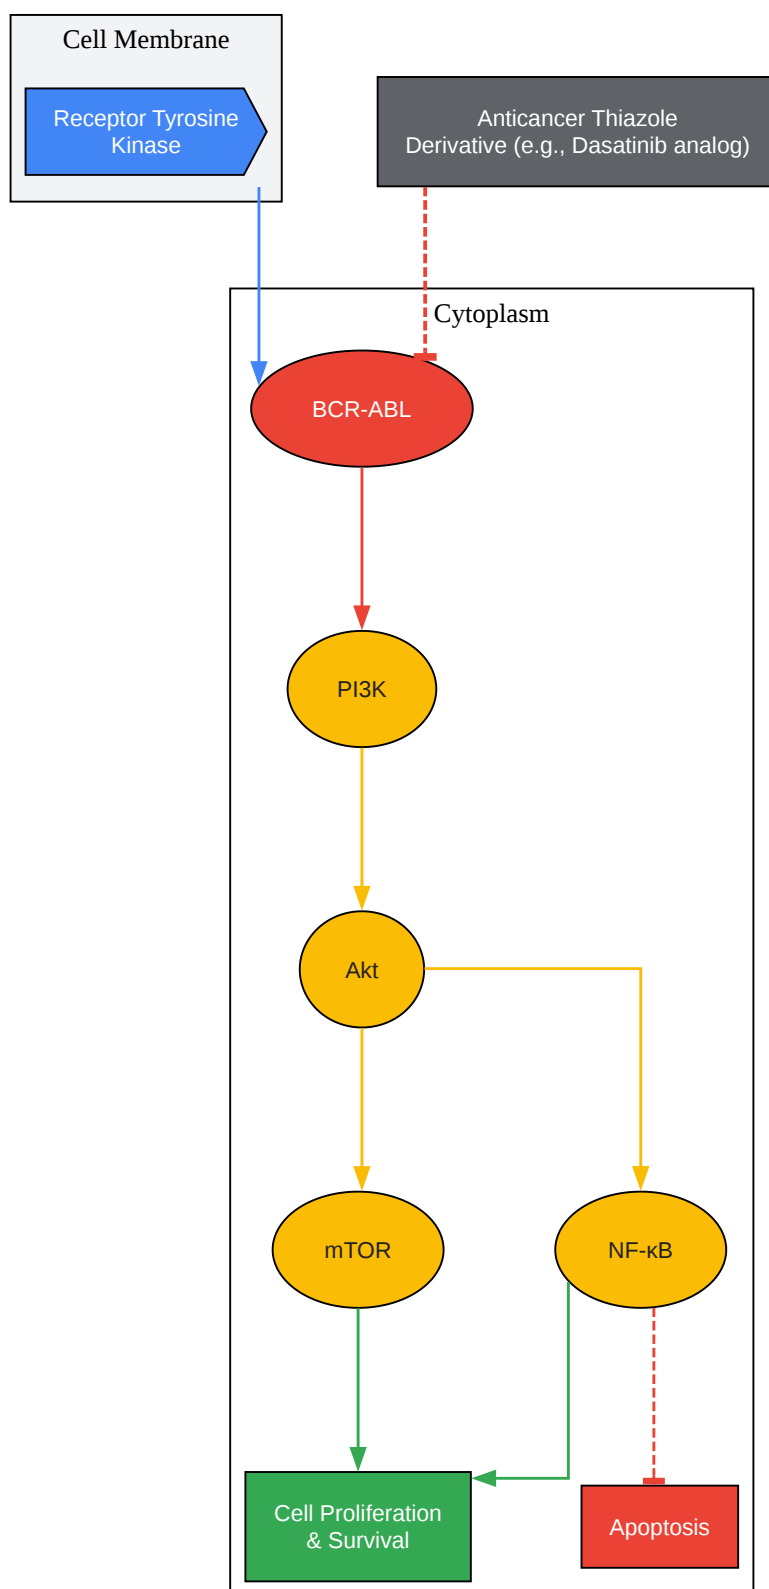 Cell Membrane
Receptor Tyrosine
Kinase
Anticancer Thiazole
Derivative (e.g., Dasatinib analog)
Cytoplasm
BCR-ABL
PI3K
Akt
mTOR
NF-κB
Cell Proliferation
& Survival
Apoptosis